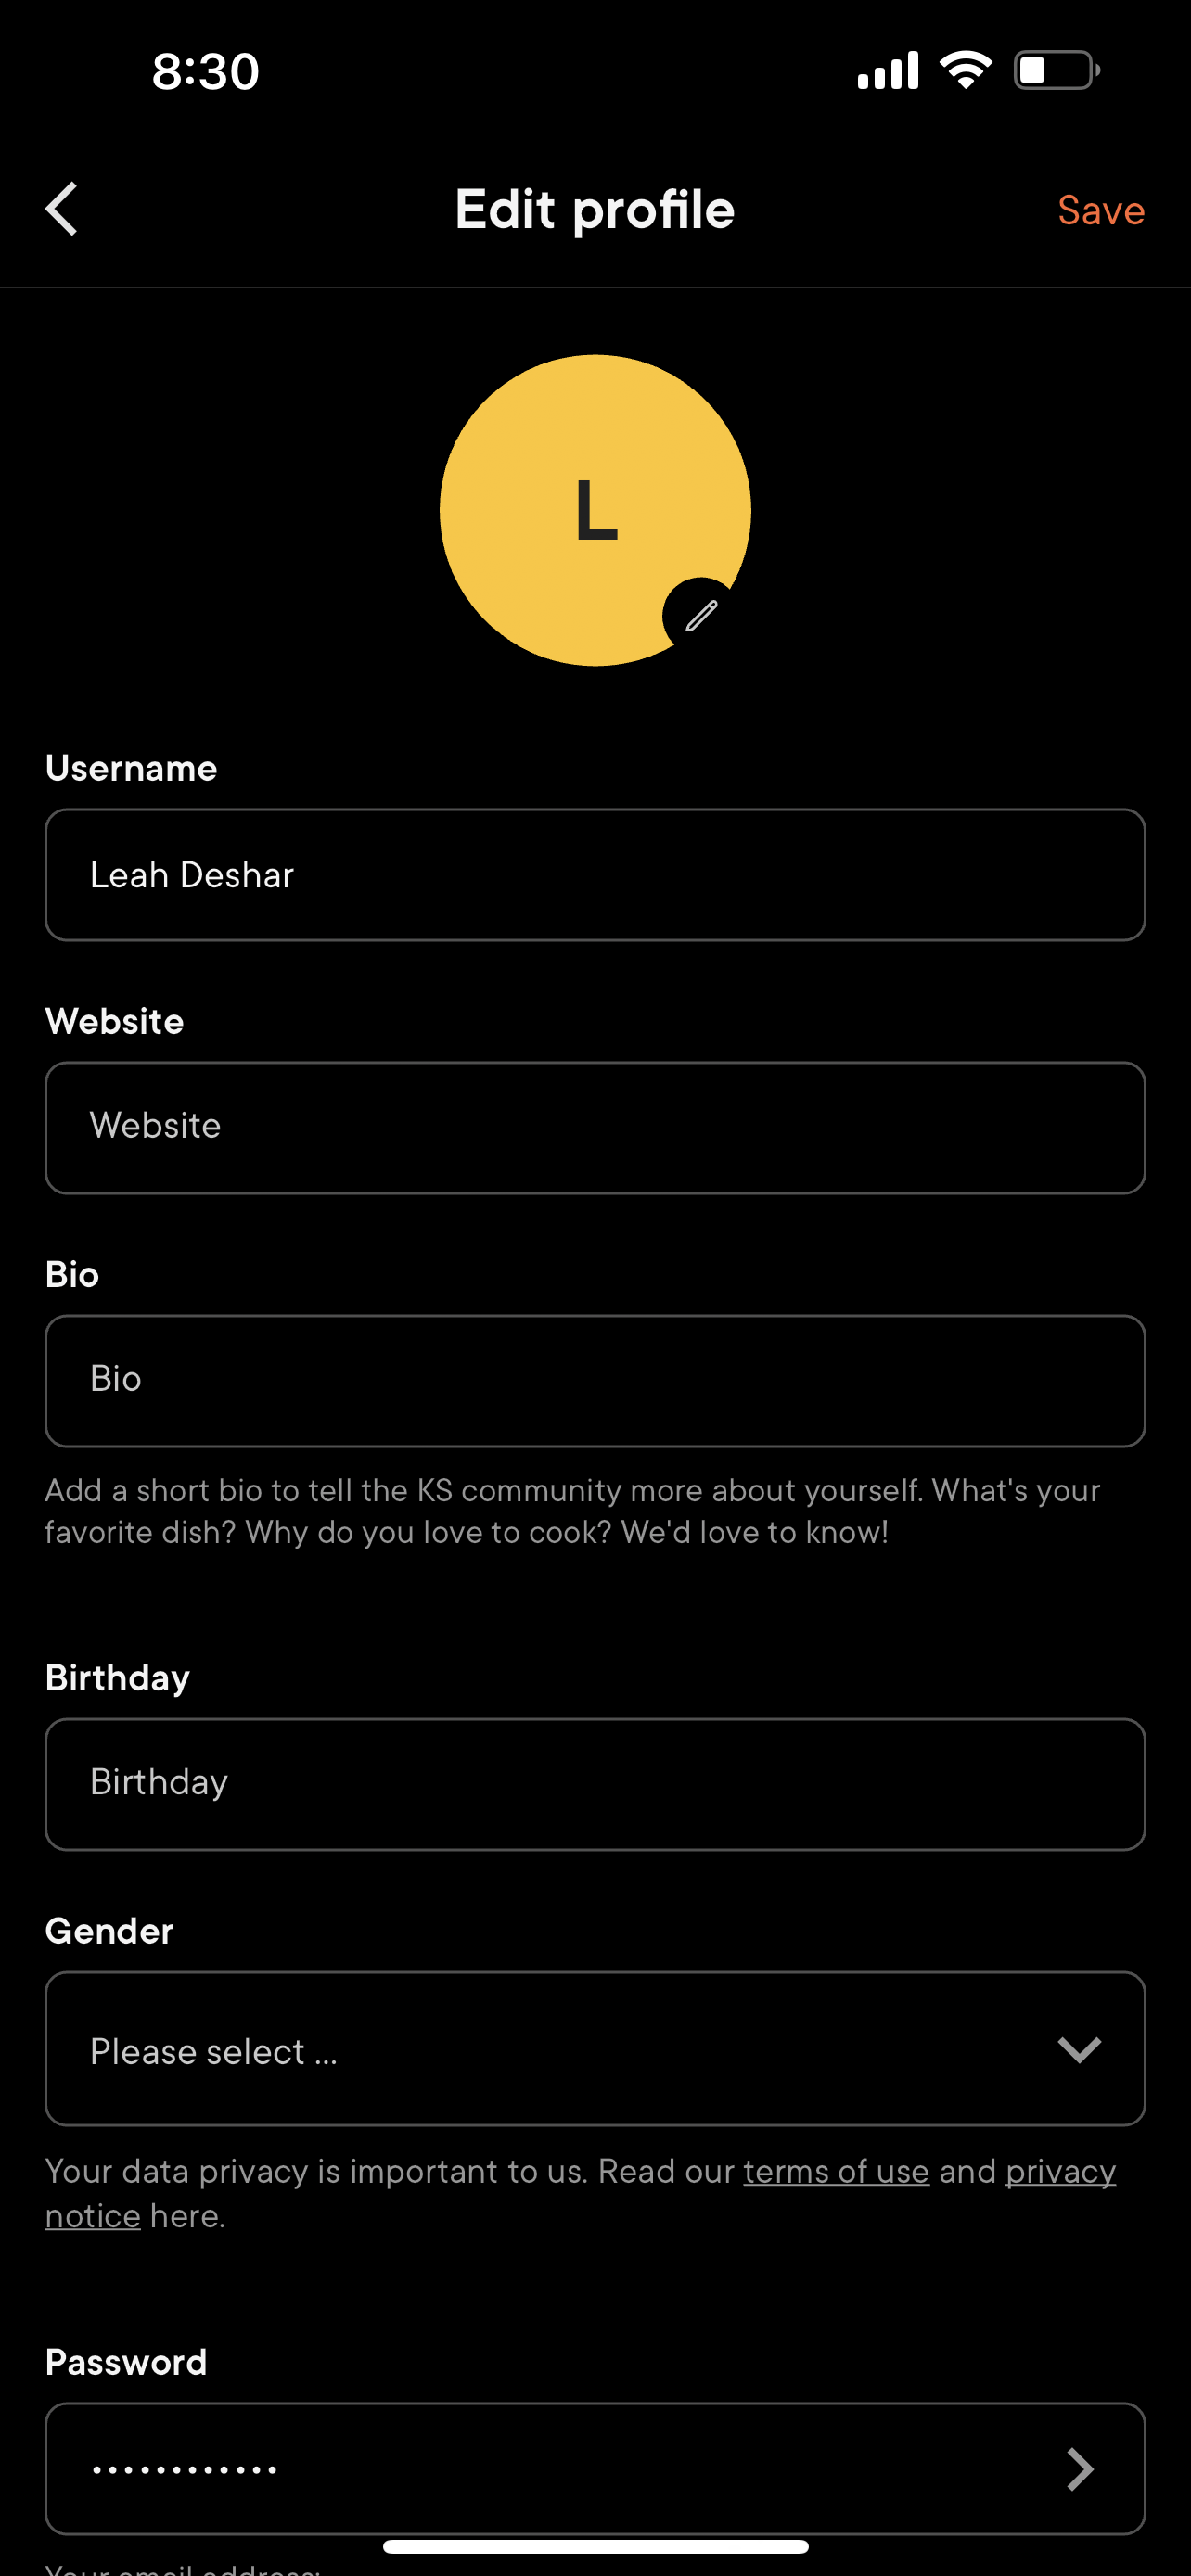 8:30
Edit profile
Save
L
Username
Leah Deshar
Website
Website
Bio
Bio
Add a short bio to tell the KS community more about yourself. What's your
favorite dish? Why do you love to cook? We'd love to know!
Birthday
Birthday
Gender
Please select ...
Your data privacy is important to us. Read our terms of use and privacy
notice here.
Password
••••••••••••
Your email address: